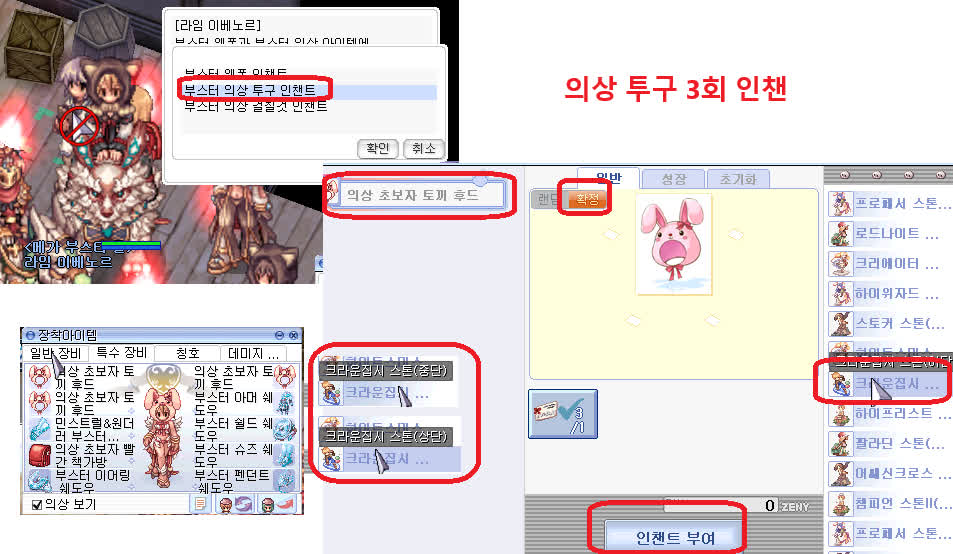 [라임 이베노르]
부스터 웨폰과 부스터 의상 아이템에
부스터 웨폰 인챈트
부스터 의상 투구 인챈트
부스터 의상 걸칠것 인챈트
확인
취소
라임 이베노르
의상 투구 3회 인챈
의상 초보자 토끼 후드
일반
성장
초기화
랜덤
확정
크라운집시 스톤(중단)
크라운집시 ...
크라운집시 스톤(상단)
크라운집시 ...
3
/1
0 ZENY
인챈트 부여
프로페서 스톤...
로드나이트 ...
크리에이터 ...
하이위자드 ...
스토커 스톤(...
크라운집시 스톤(하단
크라운집시 ...
하이프리스트 ...
팔라딘 스톤(...
어쌔신크로스 ...
챔피언 스톤II(...
프로페서 스톤...
장착아이템
일반 장비
특수 장비
칭호
데미지 ...
의상 초보자 토
끼 후드
의상 초보자 토
끼 후드
민스트럴&원더
러 부스터...
의상 초보자 빨
간 책가방
부스터 이어링
쉐도우
의상 초보자 토
끼 후드
부스터 아머 쉐
도우
부스터 쉴드 쉐
도우
부스터 슈즈 쉐
도우
부스터 펜던트
쉐도우
의상 보기